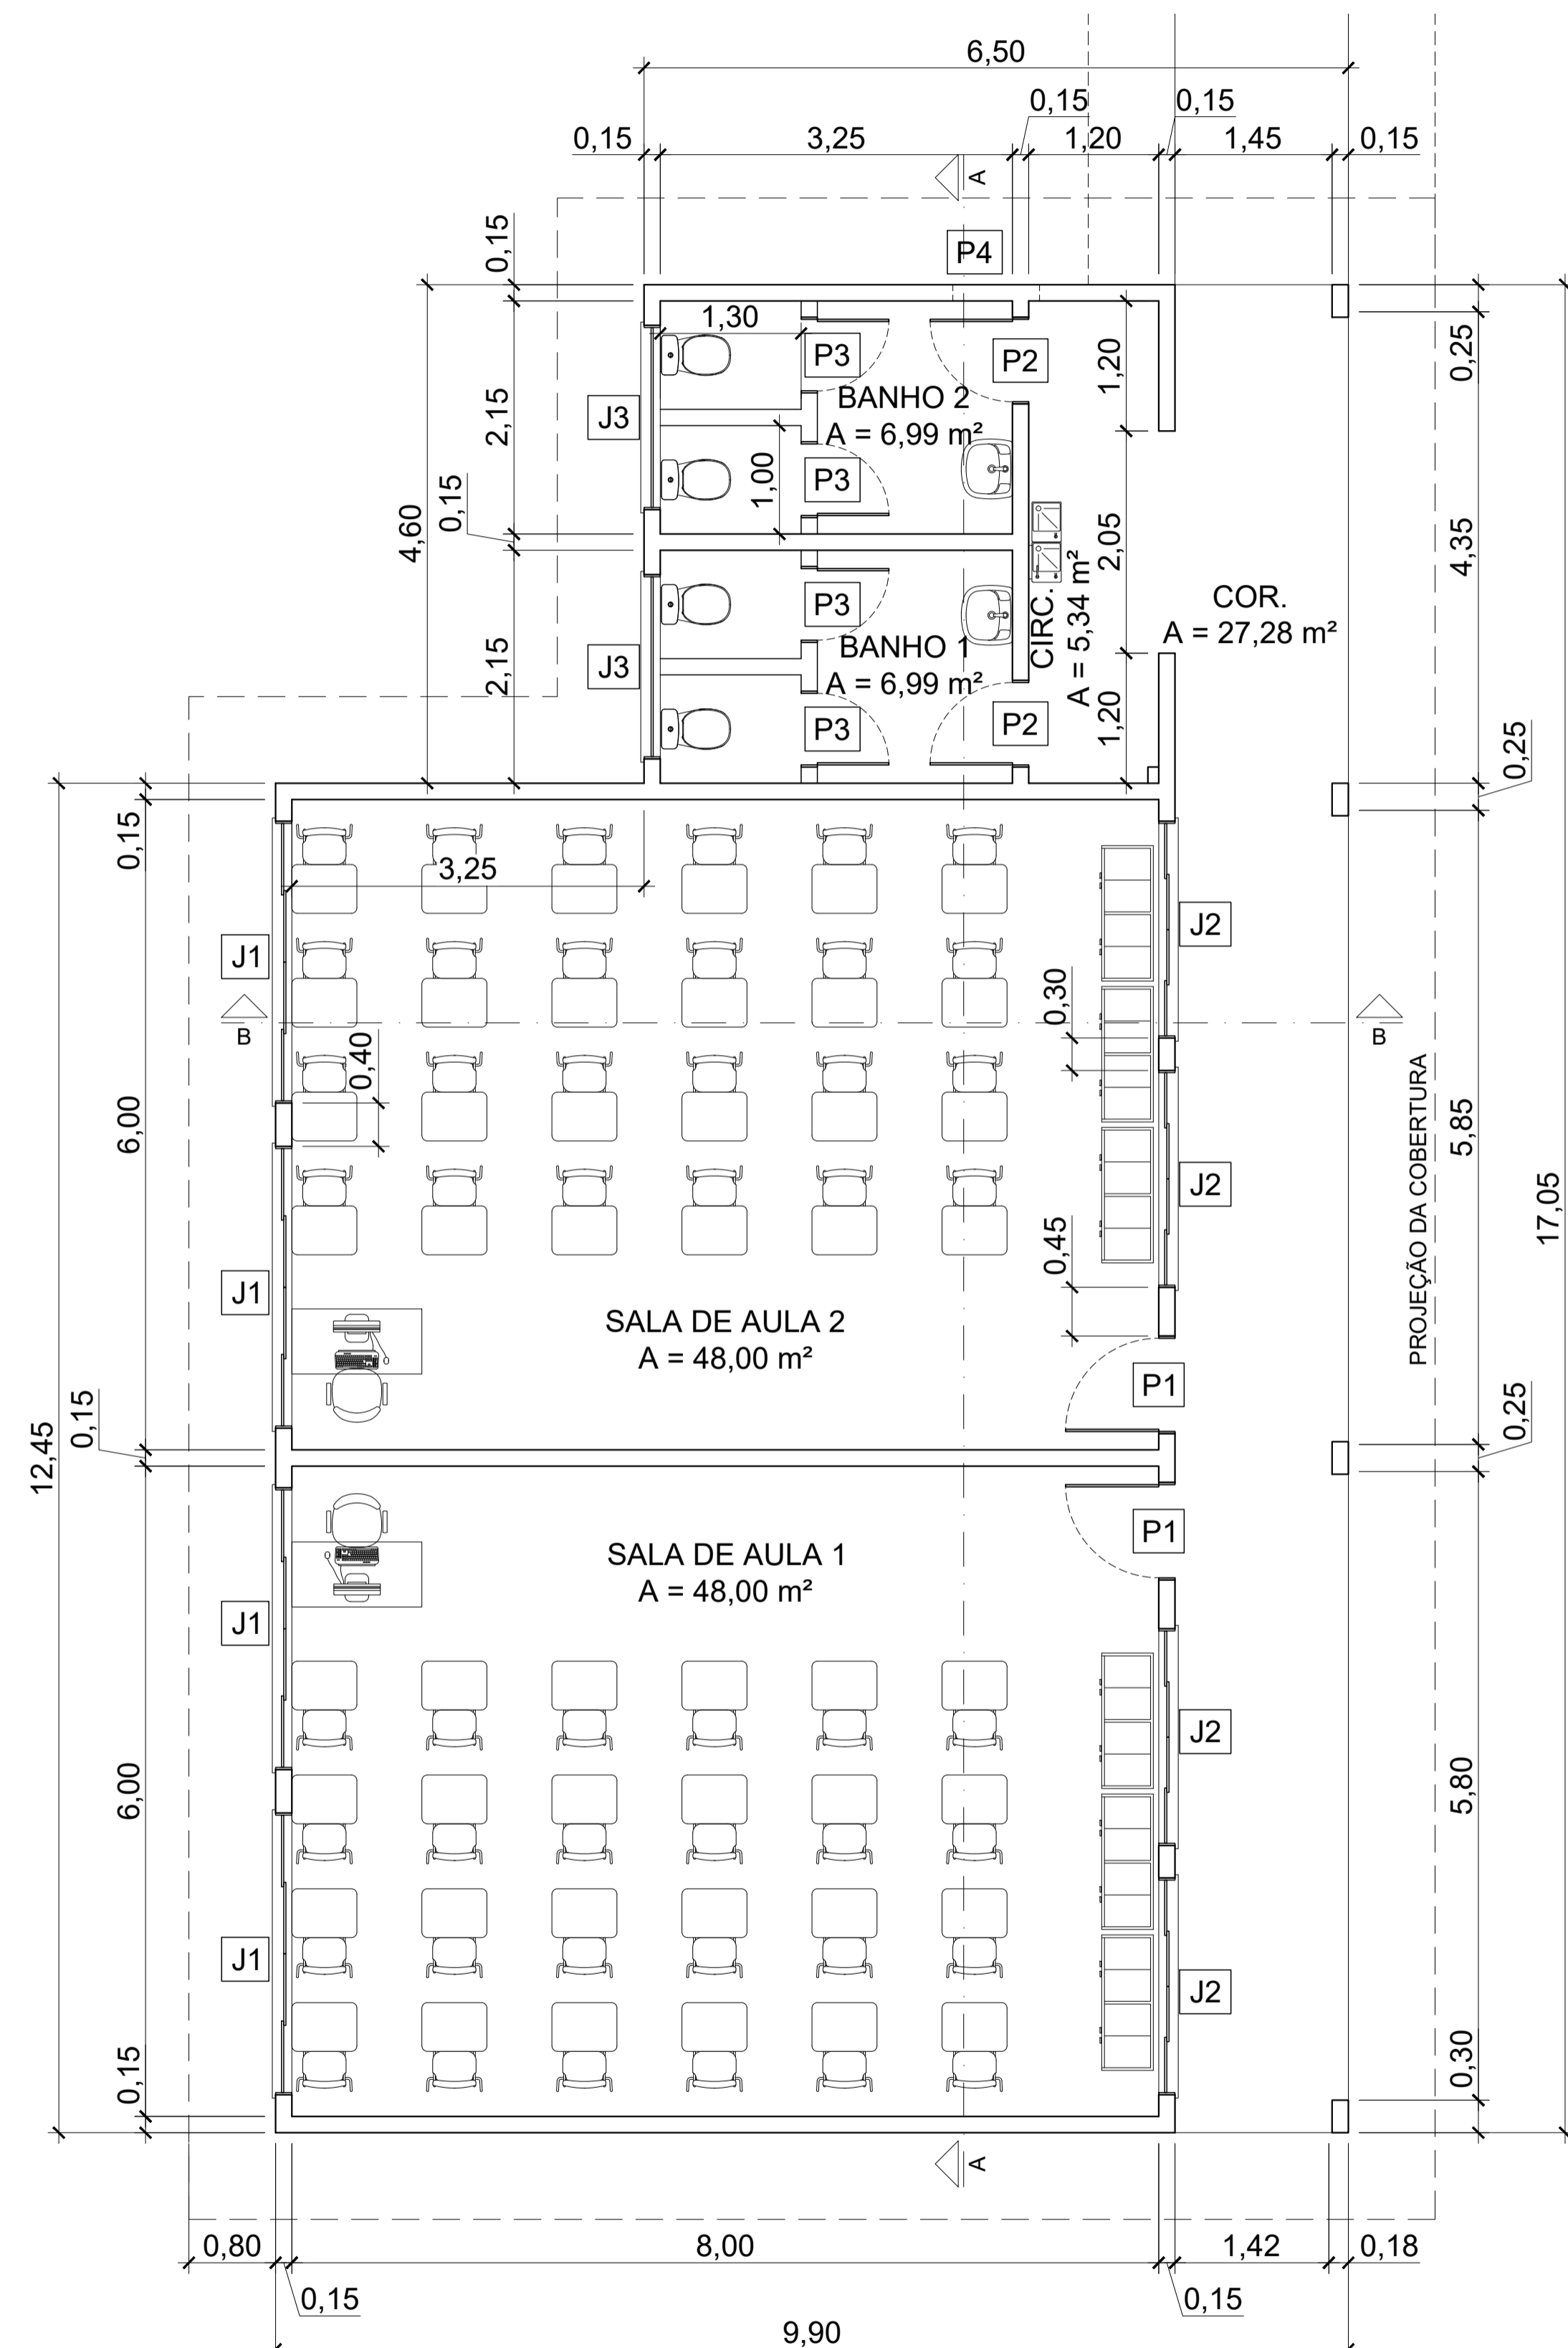 6,50
0,15
0,15
0,15
3,25
1,20
1,45
0,15
A
0,15
P4
1,30
P3
P2
1,20
0,25
BANHO 2
A = 6,99 m²
J3
2,15
P3
1,00
0,15
4,60
2,05
4,35
CIRC.
A = 5,34 m²
COR.
A = 27,28 m²
P3
BANHO 1
A = 6,99 m²
J3
2,15
P3
P2
1,20
0,25
0,15
3,25
J1
J2
B
0,30
B
0,40
6,00
PROJEÇÃO DA COBERTURA
5,85
17,05
J2
0,45
J1
SALA DE AULA 2
A = 48,00 m²
P1
0,15
0,25
12,45
SALA DE AULA 1
A = 48,00 m²
P1
J1
J2
6,00
5,80
J1
J2
0,15
0,30
A
0,80
8,00
1,42
0,18
0,15
0,15
9,90